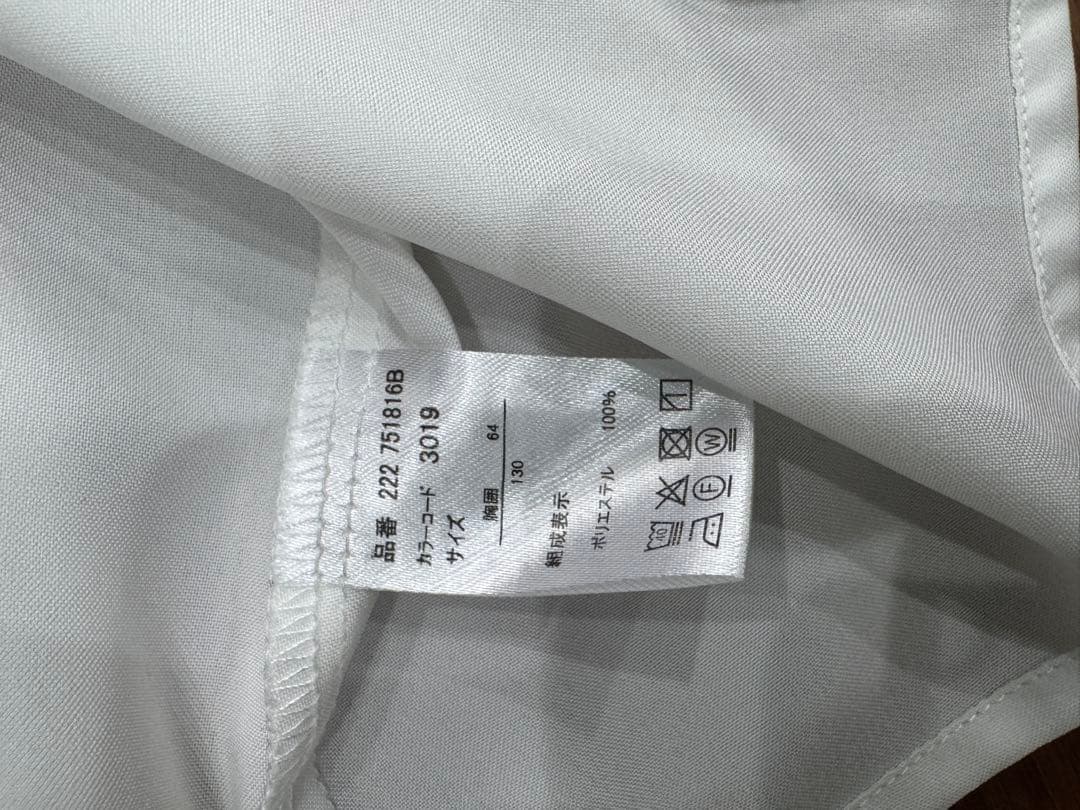 品番 222 751816B
カラーコード 3019
サイズ
胸囲 64
130
組成表示
ポリエステル 100%
40
F W